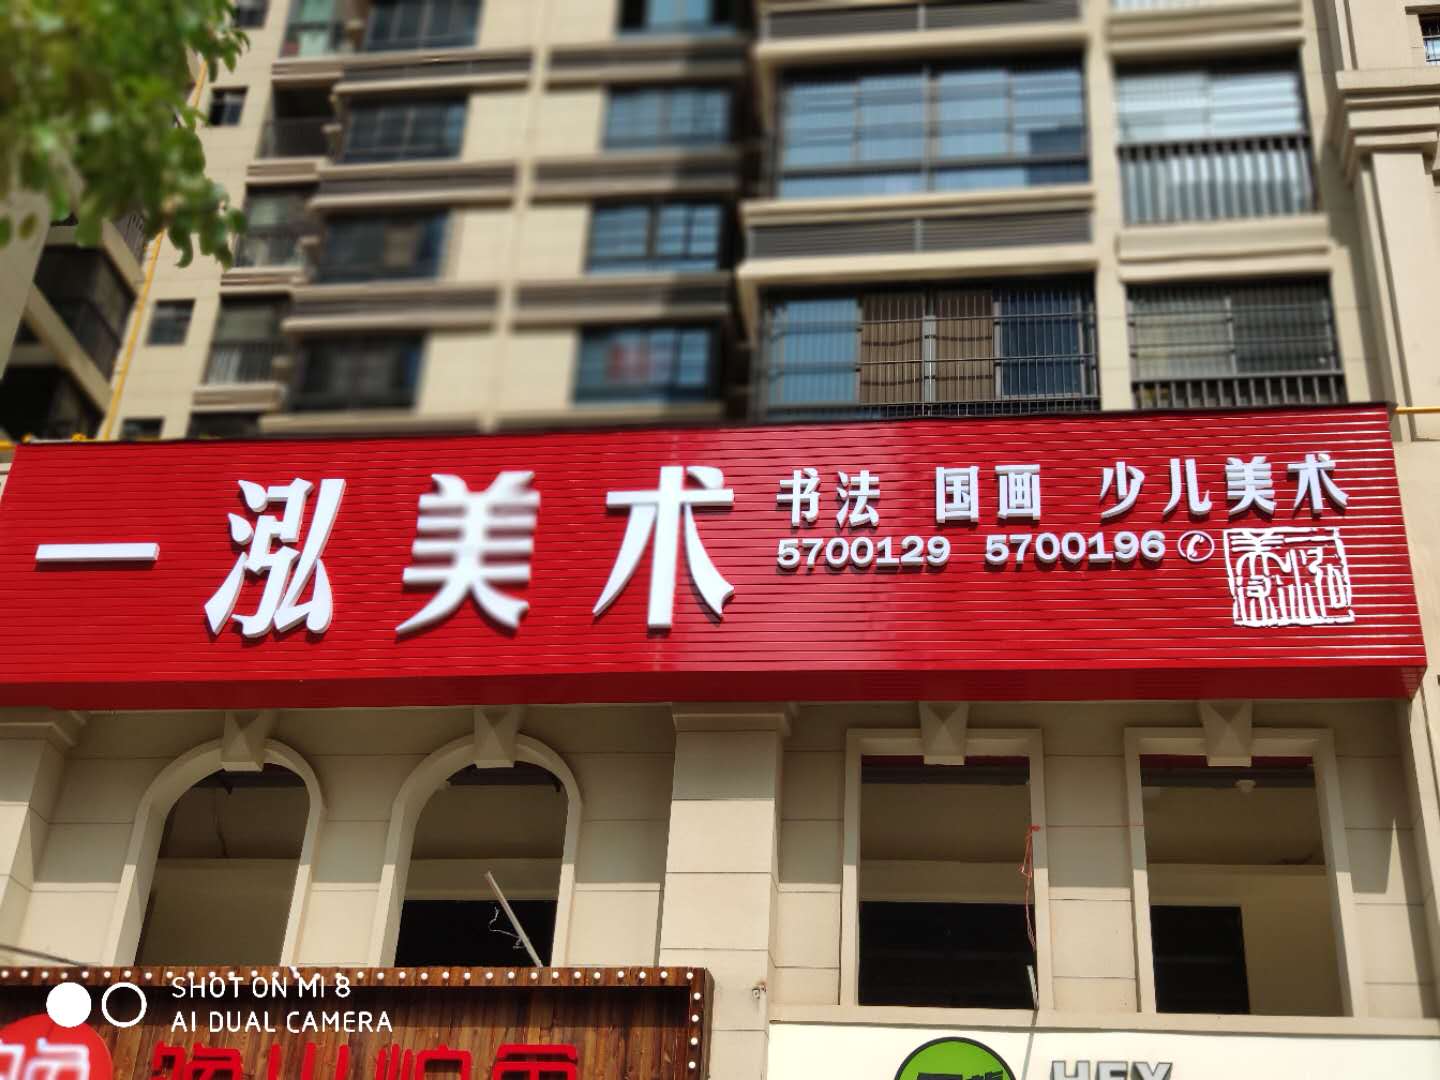 一泓美术
书法 国画 少儿美术
5700129 5700196
SHOT ON MI 8
AI DUAL CAMERA
HEY